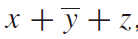 x + y̅ + z,